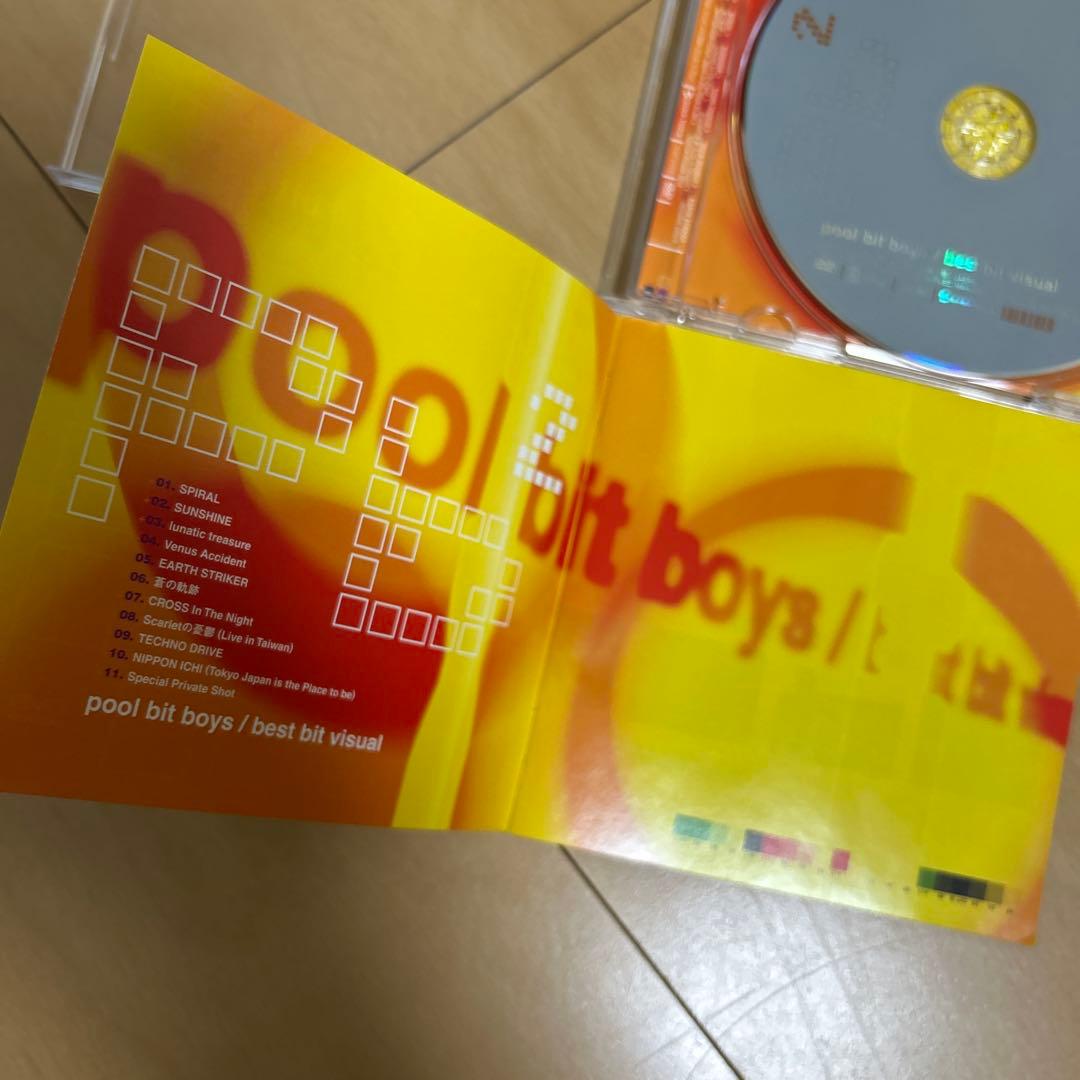 pool bit boys /
2
01. SPIRAL
02. SUNSHINE
03. lunatic treasure
04. Venus Accident
05. EARTH STRIKER
06. 蒼の軌跡
07. CROSS In The Night
08. Scarletの憂鬱 (Live in Taiwan)
09. TECHNO DRIVE
10. NIPPON ICHI (Tokyo Japan is the Place to be)
11. Special Private Shot
pool bit boys / best bit visual
2
pool bit boys / best bit visual